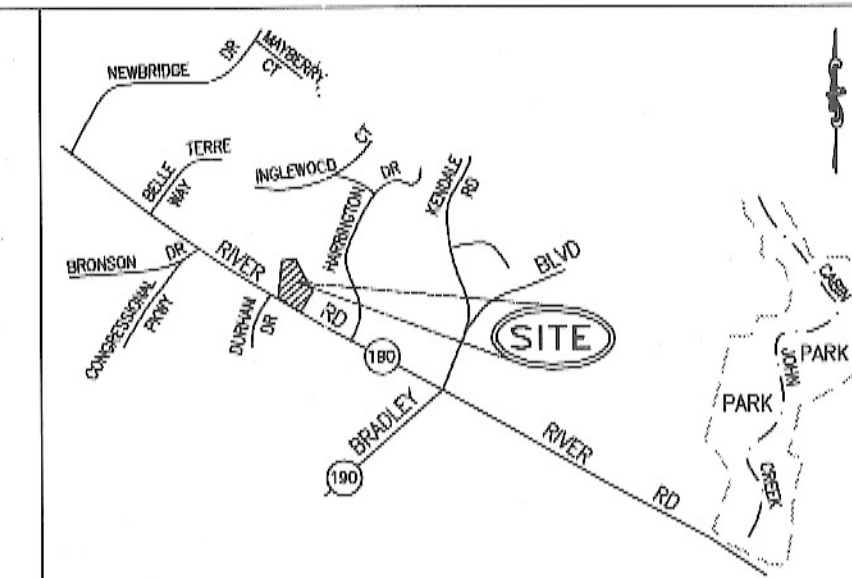 NEWBRIDGE DR
MAYBERRY
CT
BELLE TERRE
WAY
INGLEWOOD CT
HARRINGTON DR
KENDALE
RD
BLVD
BRONSON DR
CONGRESSIONAL
PKWY
RIVER
RD
DURHAM
DR
SITE
180
BRADLEY
190
RIVER
RD
CABIN
JOHN
CREEK
PARK
PARK